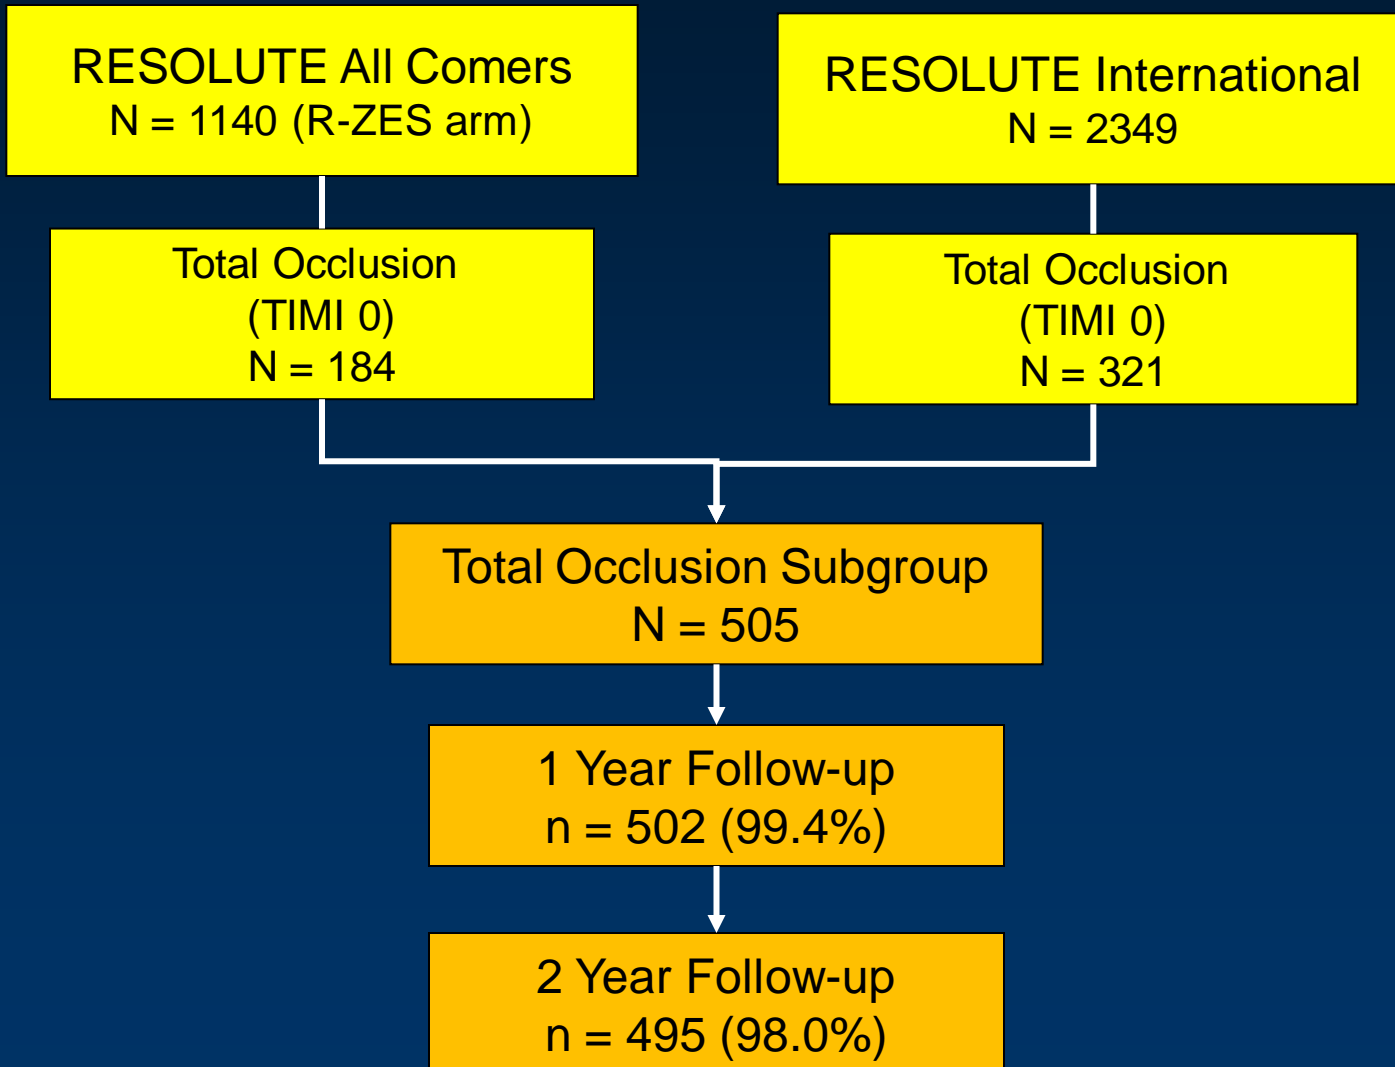 RESOLUTE All Comers
N = 1140 (R-ZES arm)
RESOLUTE International
N = 2349
Total Occlusion
(TIMI 0)
N = 184
Total Occlusion
(TIMI 0)
N = 321
Total Occlusion Subgroup
N = 505
1 Year Follow-up
n = 502 (99.4%)
2 Year Follow-up
n = 495 (98.0%)